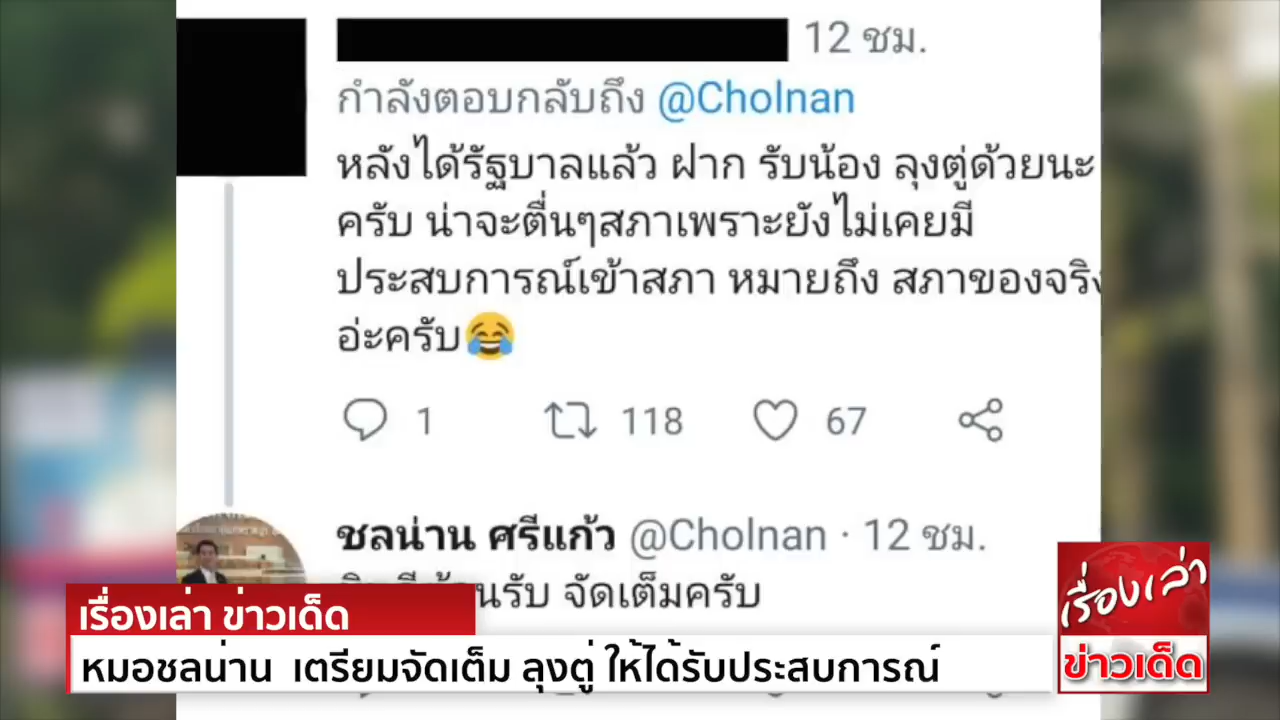 12 ชม.
กำลังตอบกลับถึง @Cholnan
หลังได้รัฐบาลแล้ว ฝาก รับน้อง ลุงตู่ด้วยนะ
ครับ น่าจะตื่นๆสภาเพราะยังไม่เคยมี
ประสบการณ์เข้าสภา หมายถึง สภาของจริง
อ่ะครับ😂
1 118 67
ชลน่าน ศรีแก้ว @Cholnan · 12 ชม.
จัดเต็มครับ
เรื่องเล่า ข่าวเด็ด
หมอชลน่าน เตรียมจัดเต็ม ลุงตู่ ให้ได้รับประสบการณ์
เรื่องเล่า
ข่าวเด็ด